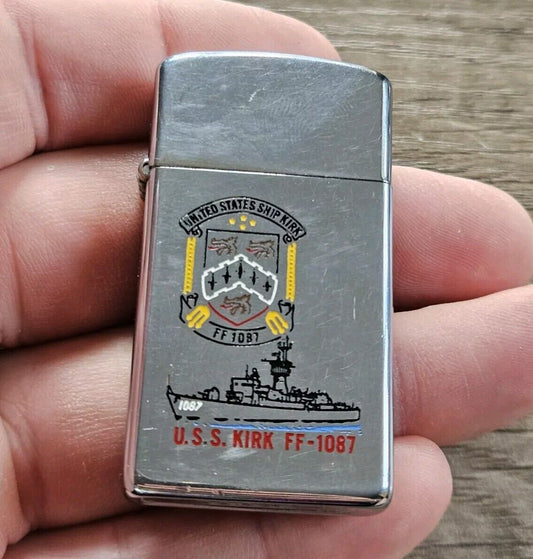 UNITED STATES SHIP KIRK
FF 1087
1087
U.S.S. KIRK FF-1087